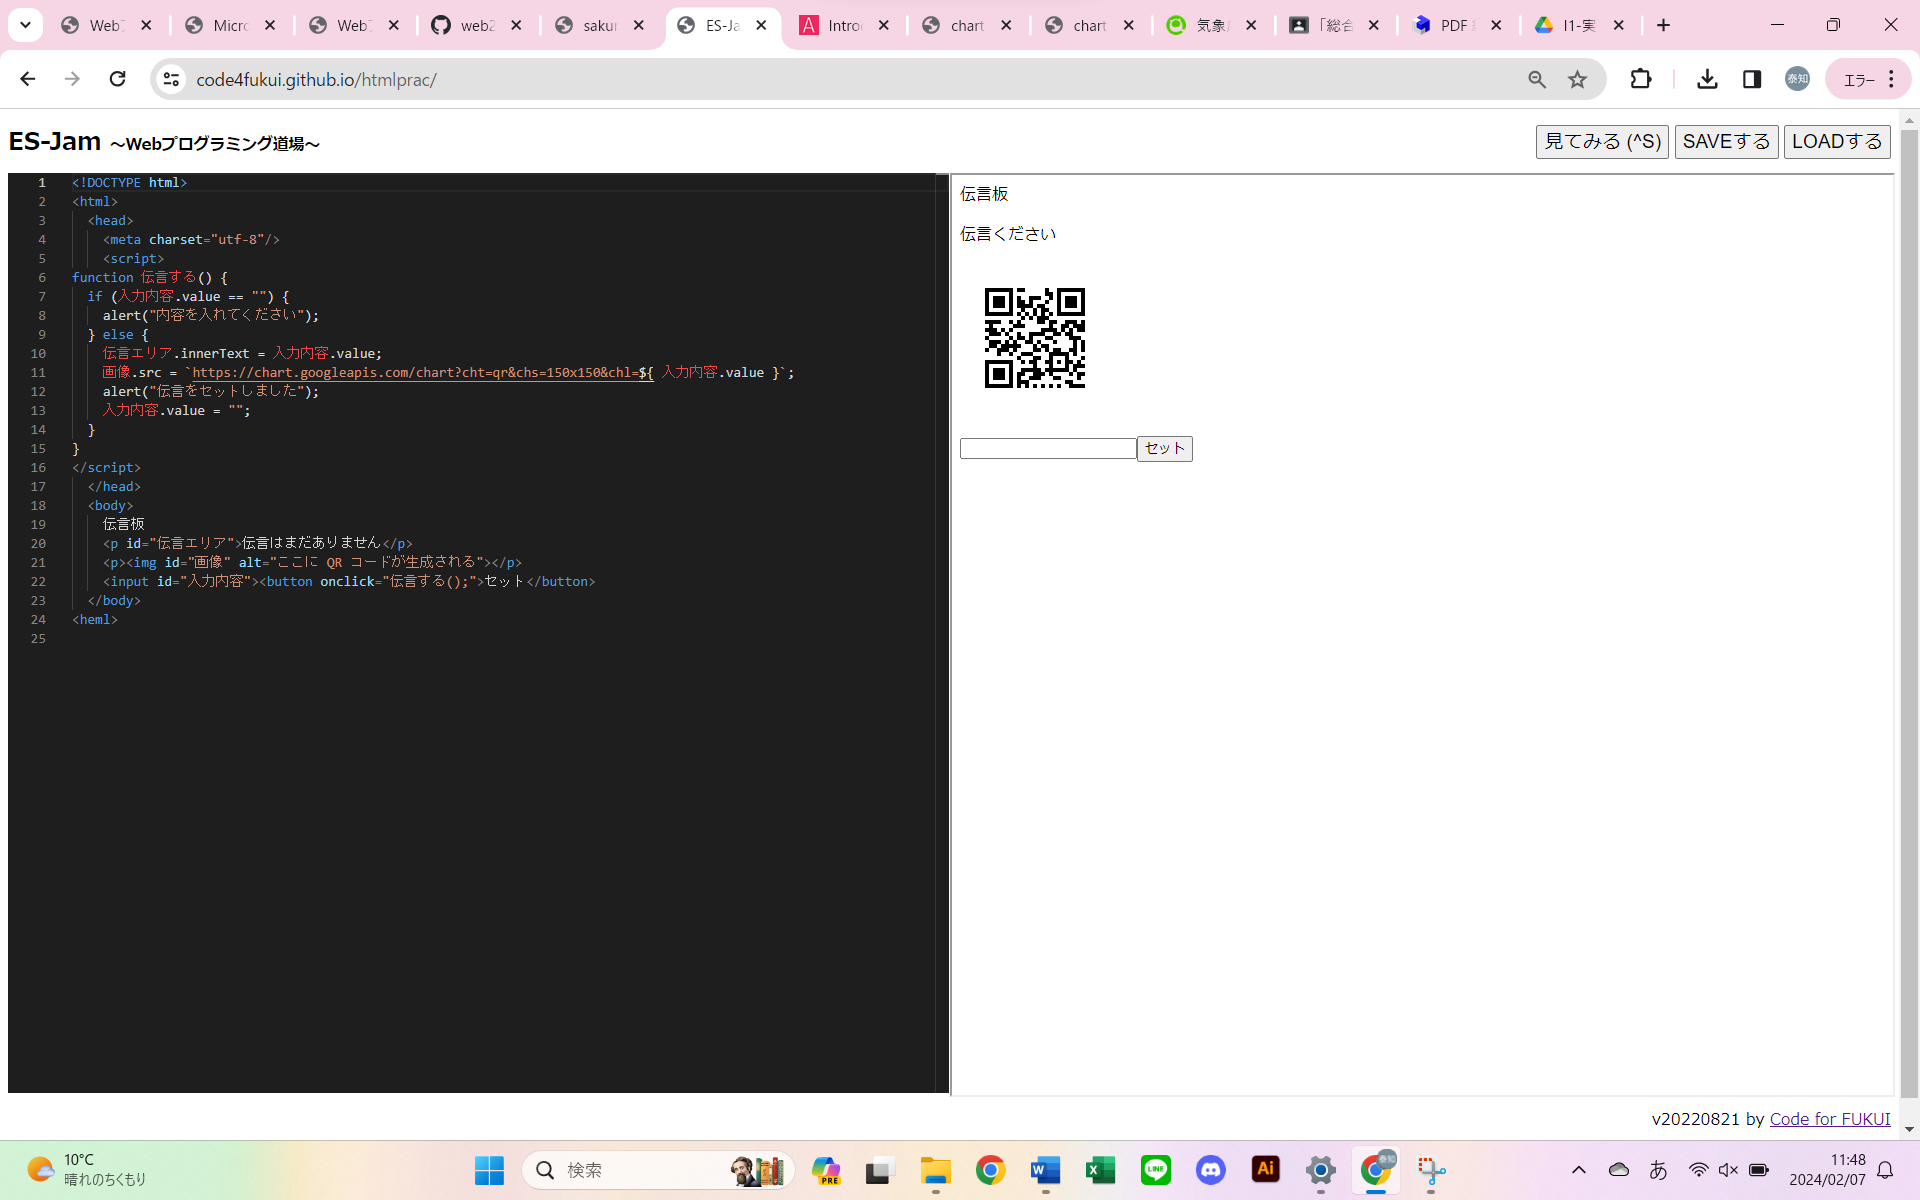 Web
Micro
Web
web2
saku
ES-Ja
Intro
chart
chart
気象
「総合
PDF
I1-実
code4fukui.github.io/htmlprac/
泰知
エラー
ES-Jam ～Webプログラミング道場～
見てみる (^S)
SAVEする
LOADする
1 <!DOCTYPE html>
2 <html>
3 <head>
4 <meta charset="utf-8"/>
5 <script>
6 function 伝言する() {
7 if (入力内容.value == "") {
8 alert("内容を入れてください");
9 } else {
10 伝言エリア.innerText = 入力内容.value;
11 画像.src = `https://chart.googleapis.com/chart?cht=qr&chs=150x150&chl=${ 入力内容.value }`;
12 alert("伝言をセットしました");
13 入力内容.value = "";
14 }
15 }
16 </script>
17 </head>
18 <body>
19 伝言板
20 <p id="伝言エリア">伝言はまだありません</p>
21 <p><img id="画像" alt="ここに QR コードが生成される"></p>
22 <input id="入力内容"><button onclick="伝言する();">セット</button>
23 </body>
24 <heml>
25
伝言板
伝言ください
セット
v20220821 by Code for FUKUI
10°C
晴れのちくもり
検索
PRE
LINE
Ai
泰知
あ
11:48
2024/02/07